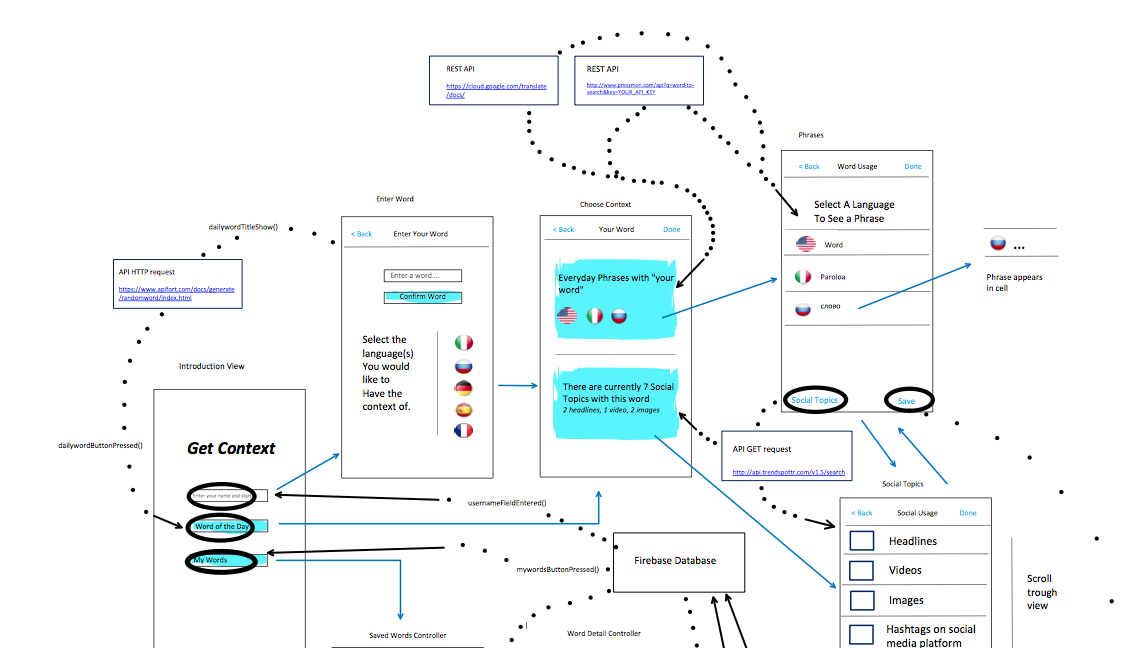 REST API
https://cloud.google.com/translate
/docs/
REST API
http://www.pressmon.com/api?q=word-to-
search&key=YOUR_API_KEY
Phrases
< Back Word Usage Done
Select A Language
To See a Phrase
Word
Paroloa
слово
Social Topics Save
...
Phrase appears
in cell
Enter Word
< Back Enter Your Word
Enter a word....
Confirm Word
Select the
language(s)
You would
like to
Have the
context of.
Choose Context
< Back Your Word Done
Everyday Phrases with "your
word"
There are currently 7 Social
Topics with this word
2 headlines, 1 video, 2 images
dailywordTitleShow()
API HTTP request
https://www.apifort.com/docs/generate
/randomword/index.html
Introduction View
dailywordButtonPressed()
Get Context
Enter your name and start
Word of the Day
My Words
usernameFieldEntered()
mywordsButtonPressed()
Firebase Database
API GET request
http://api.trendspottr.com/v1.5/search
Social Topics
< Back Social Usage Done
Headlines
Videos
Images
Hashtags on social
media platform
Scroll
trough
view
Saved Words Controller
Word Detail Controller